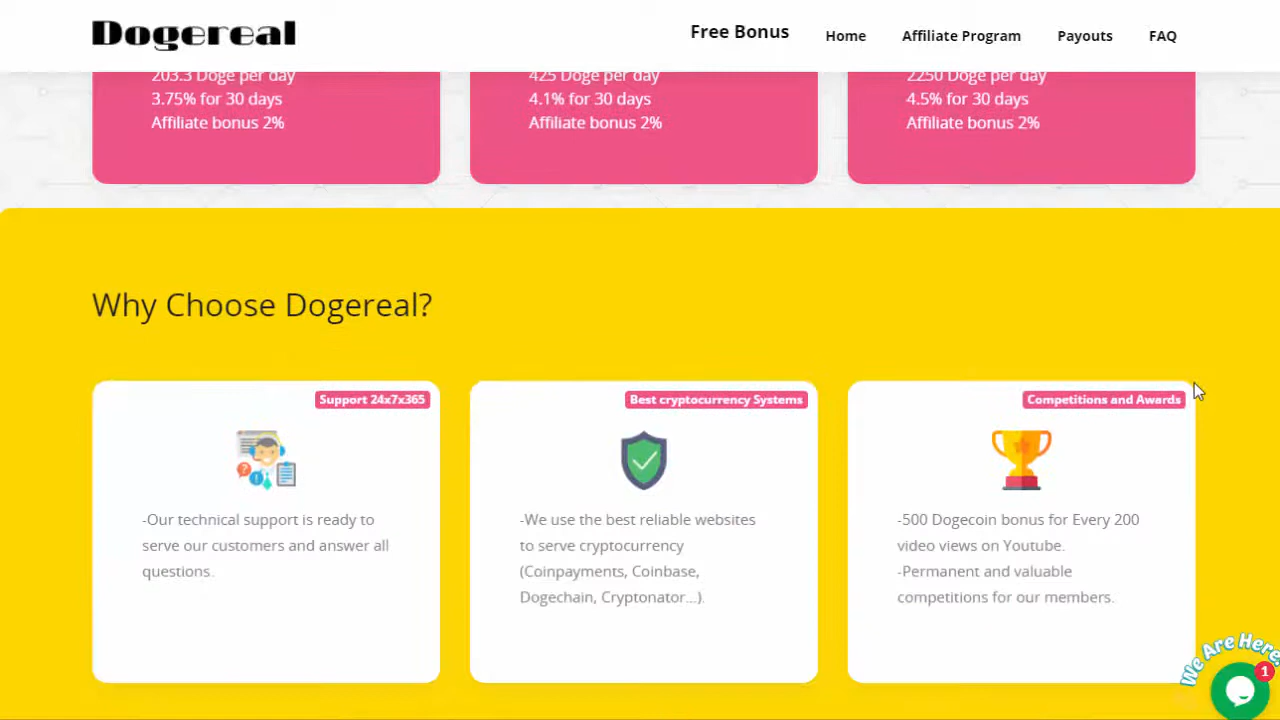 Dogereal
Free Bonus
Home
Affiliate Program
Payouts
FAQ
203.3 Doge per day
3.75% for 30 days
Affiliate bonus 2%
425 Doge per day
4.1% for 30 days
Affiliate bonus 2%
2250 Doge per day
4.5% for 30 days
Affiliate bonus 2%
Why Choose Dogereal?
Support 24x7x365
-Our technical support is ready to
serve our customers and answer all
questions.
Best cryptocurrency Systems
-We use the best reliable websites
to serve cryptocurrency
(Coinpayments, Coinbase,
Dogechain, Cryptonator...).
Competitions and Awards
-500 Dogecoin bonus for Every 200
video views on Youtube.
-Permanent and valuable
competitions for our members.
We Are Here
1